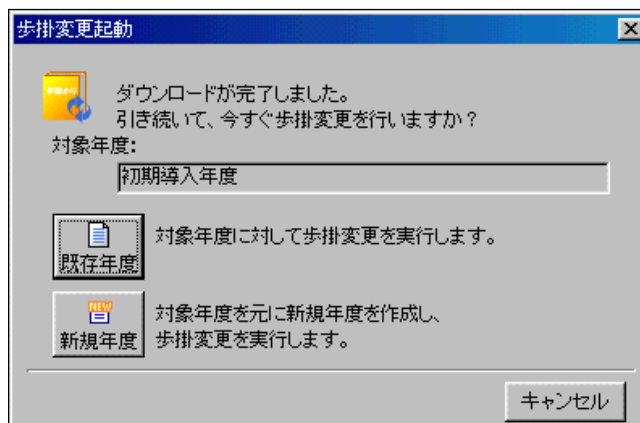 歩掛変更起動
ダウンロードが完了しました。
引き続いて、今すぐ歩掛変更を行いますか？
対象年度:
初期導入年度
既存年度
対象年度に対して歩掛変更を実行します。
NEW
新規年度
対象年度を元に新規年度を作成し、
歩掛変更を実行します。
キャンセル